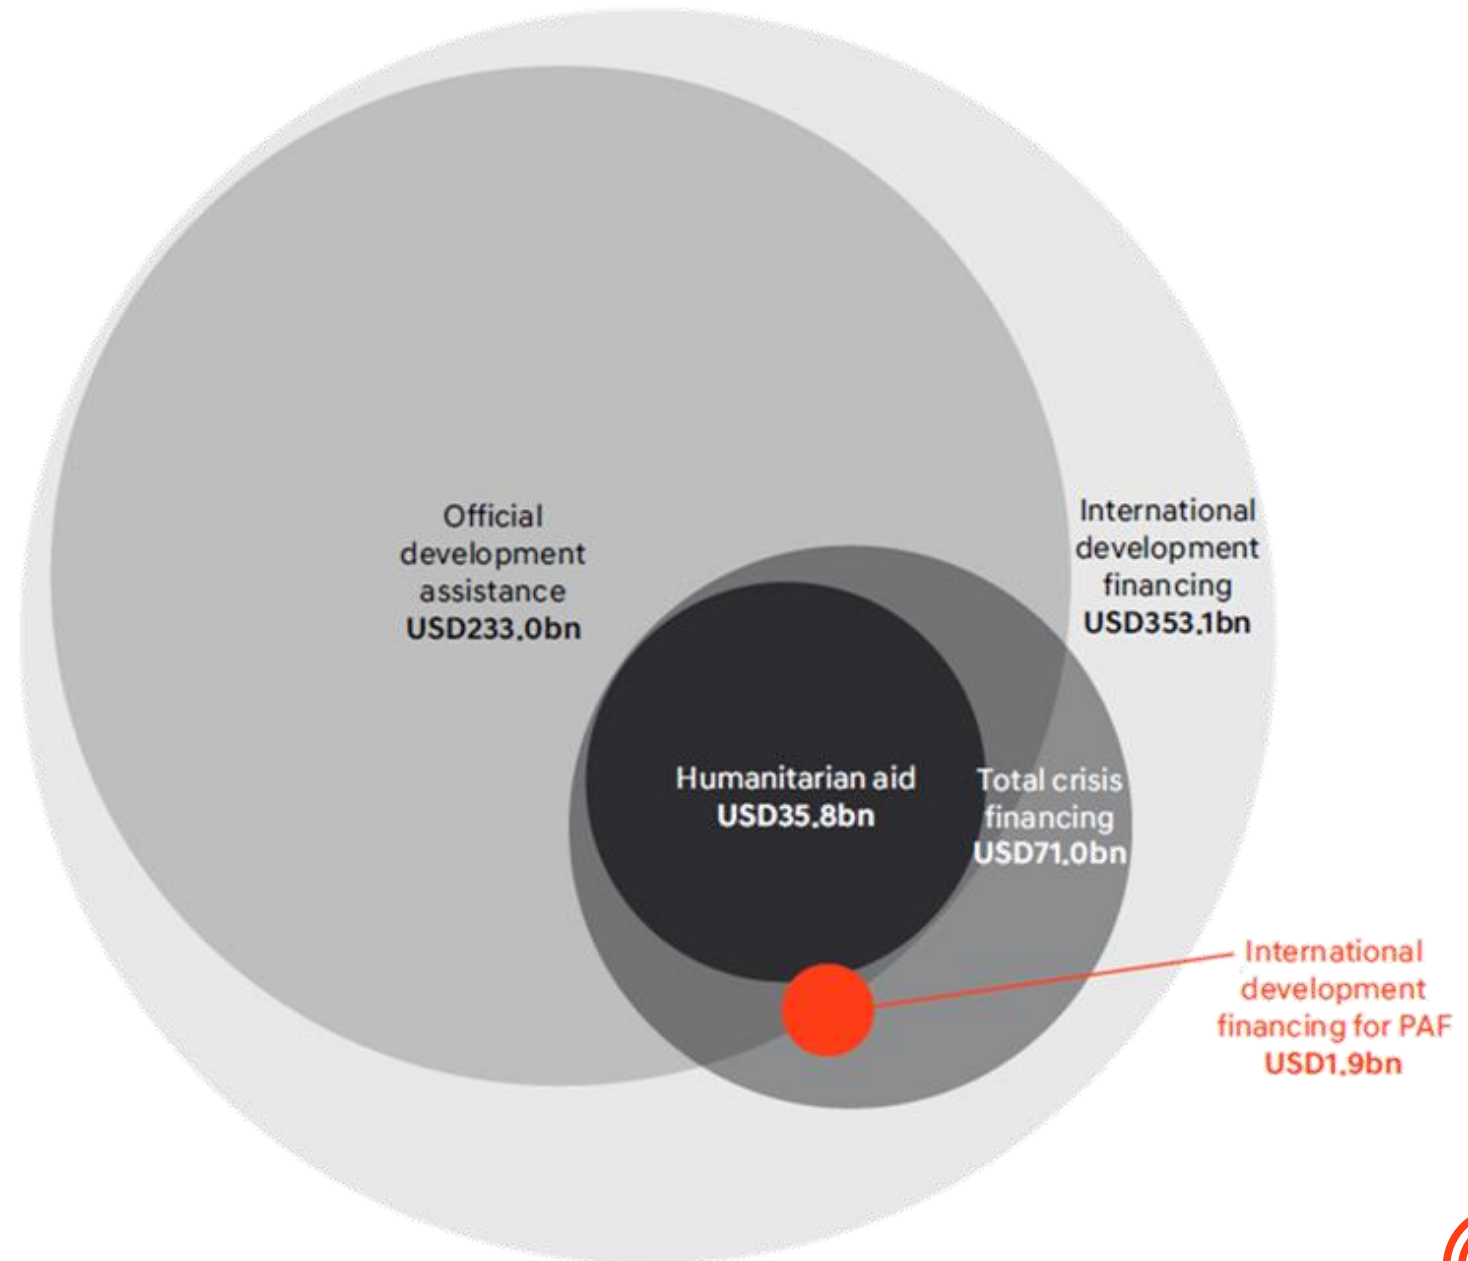 Official
development
assistance
USD233.0bn
International
development
financing
USD353.1bn
Humanitarian aid
USD35.8bn
Total crisis
financing
USD71.0bn
International
development
financing for PAF
USD1.9bn